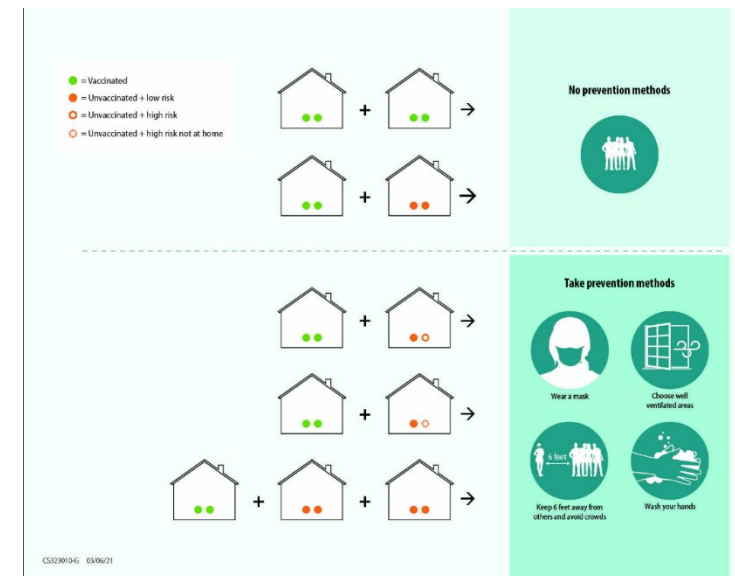 = Vaccinated
= Unvaccinated + low risk
= Unvaccinated + high risk
= Unvaccinated + high risk not at home
No prevention methods
Take prevention methods
Wear a mask
Choose well
ventilated areas
6 feet
Keep 6 feet away from
others and avoid crowds
Wash your hands
CS323010-G 03/06/21